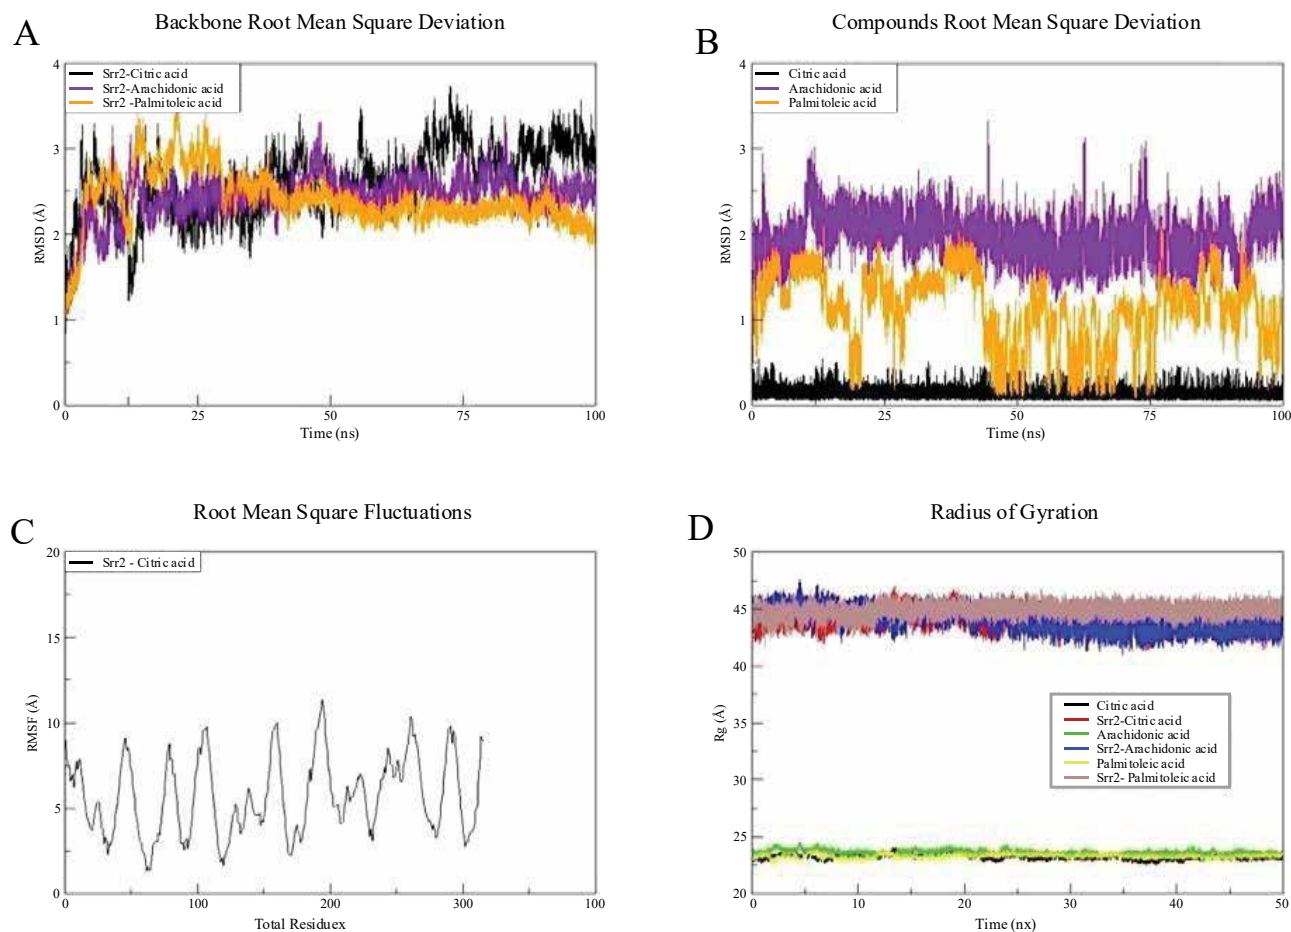 A
Backbone Root Mean Square Deviation
Srr2-Citric acid
Srr2-Arachidonic acid
Srr2 -Palmitoleic acid
4
3
2
1
0
RMSD (Å)
0 25 50 75 100
Time (ns)
B
Compounds Root Mean Square Deviation
Citric acid
Arachidonic acid
Palmitoleic acid
4
3
2
1
0
RMSD (Å)
0 25 50 75 100
Time (ns)
C
Root Mean Square Fluctuations
Srr2 - Citric acid
20
15
10
5
0
RMSF (Å)
0 100 200 300 100
Total Residuex
D
Radius of Gyration
50
45
40
35
30
25
20
Rg (Å)
Citric acid
Srr2-Citric acid
Arachidonic acid
Srr2-Arachidonic acid
Palmitoleic acid
Srr2- Palmitoleic acid
0 10 20 30 40 50
Time (nx)